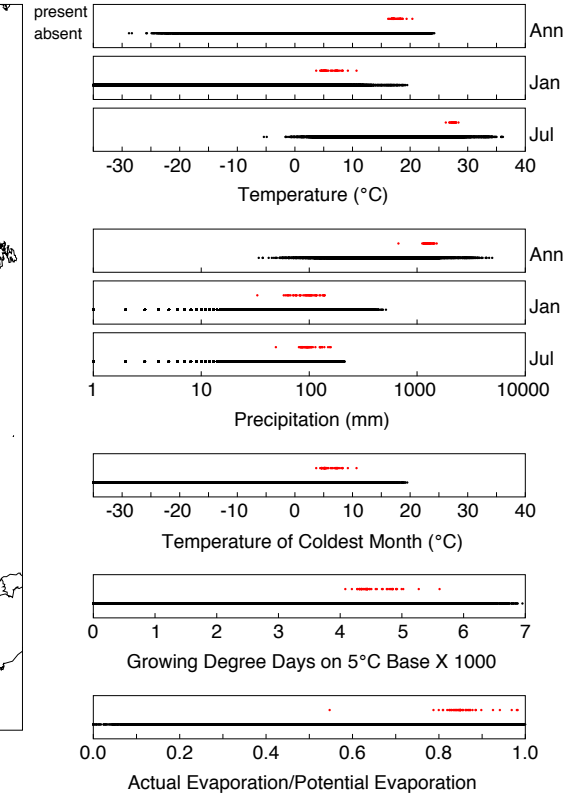 present
absent
Ann
Jan
Jul
-30 -20 -10 0 10 20 30 40
Temperature (°C)
Ann
Jan
Jul
1 10 100 1000 10000
Precipitation (mm)
-30 -20 -10 0 10 20 30 40
Temperature of Coldest Month (°C)
0 1 2 3 4 5 6 7
Growing Degree Days on 5°C Base X 1000
0.0 0.2 0.4 0.6 0.8 1.0
Actual Evaporation/Potential Evaporation